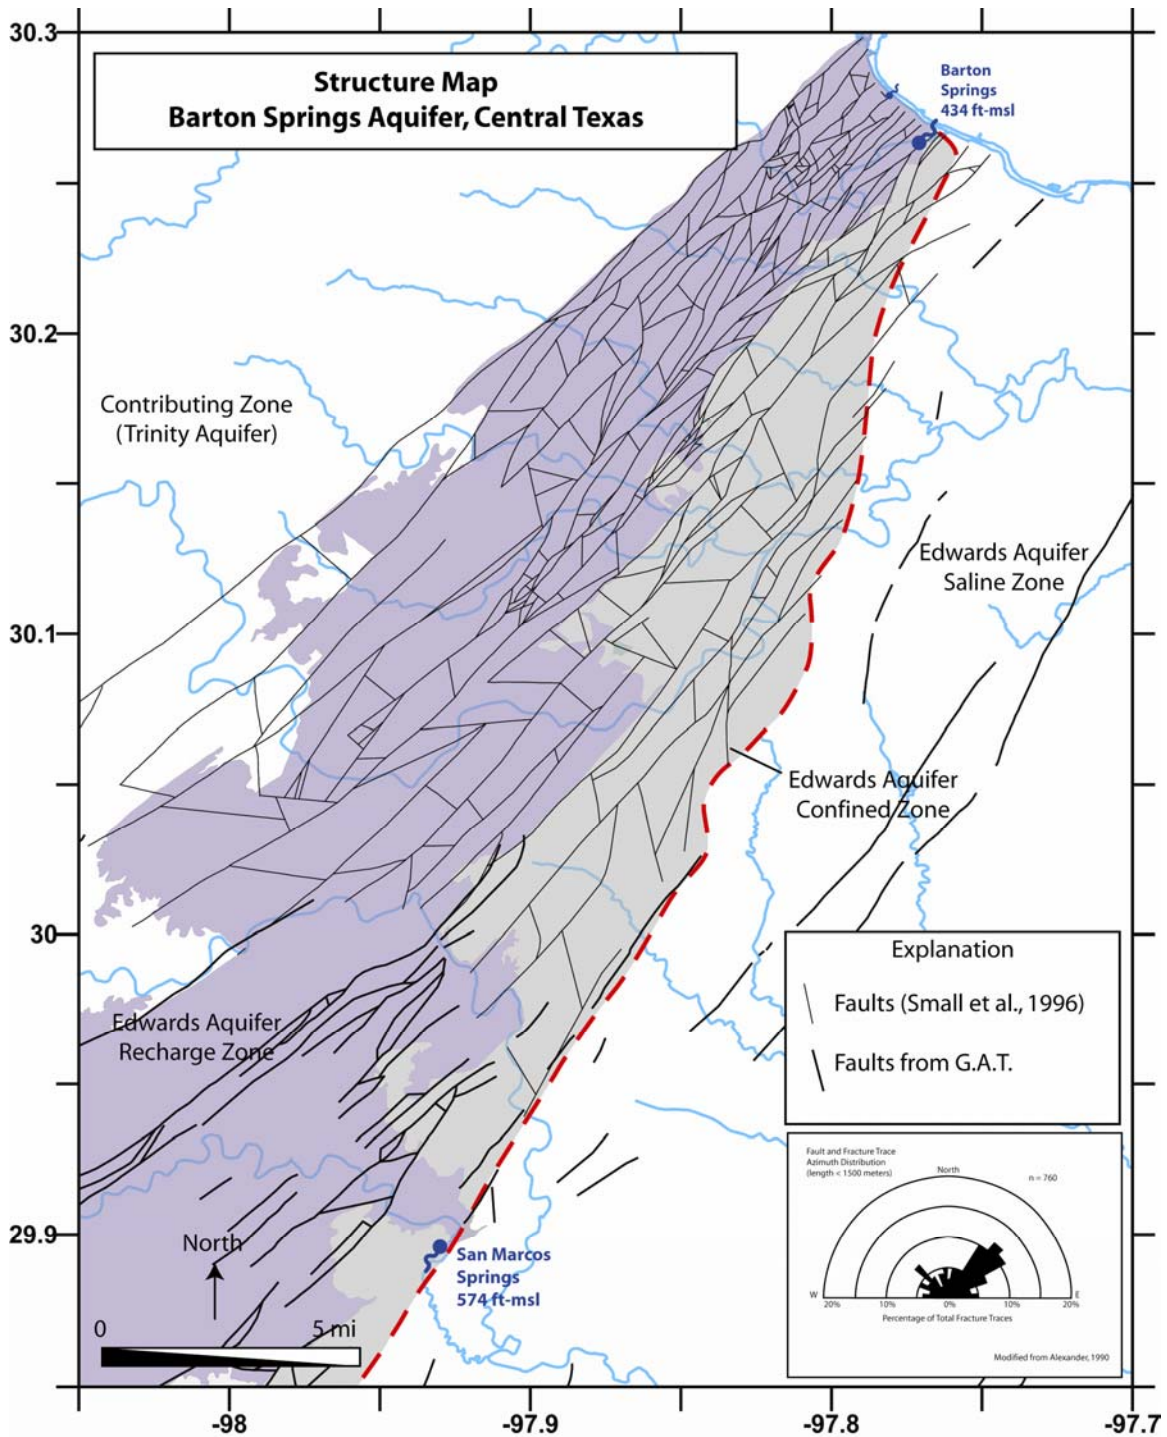 Structure Map
Barton Springs Aquifer, Central Texas
Barton
Springs
434 ft-msl
30.3
30.2
30.1
30
29.9
Contributing Zone
(Trinity Aquifer)
Edwards Aquifer
Saline Zone
Edwards Aquifer
Confined Zone
Edwards Aquifer
Recharge Zone
Explanation
Faults (Small et al., 1996)
Faults from G.A.T.
Fault and Fracture Trace
Azimuth Distribution
(length < 1500 meters)
North
n = 760
W
E
20%
10%
0%
10%
20%
Percentage of Total Fracture Traces
Modified from Alexander, 1990
North
San Marcos
Springs
574 ft-msl
0
5 mi
-98
-97.9
-97.8
-97.7